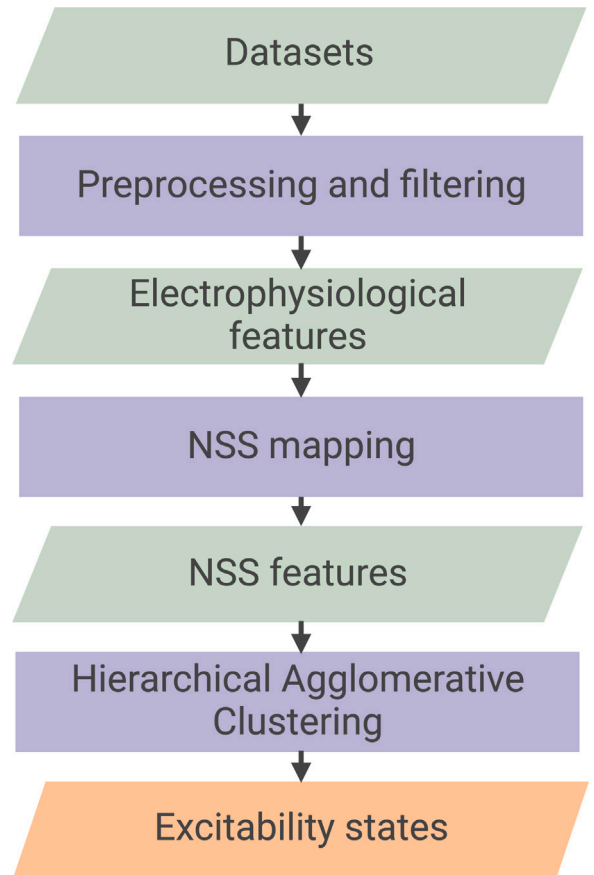 Datasets
Preprocessing and filtering
Electrophysiological
features
NSS mapping
NSS features
Hierarchical Agglomerative
Clustering
Excitability states